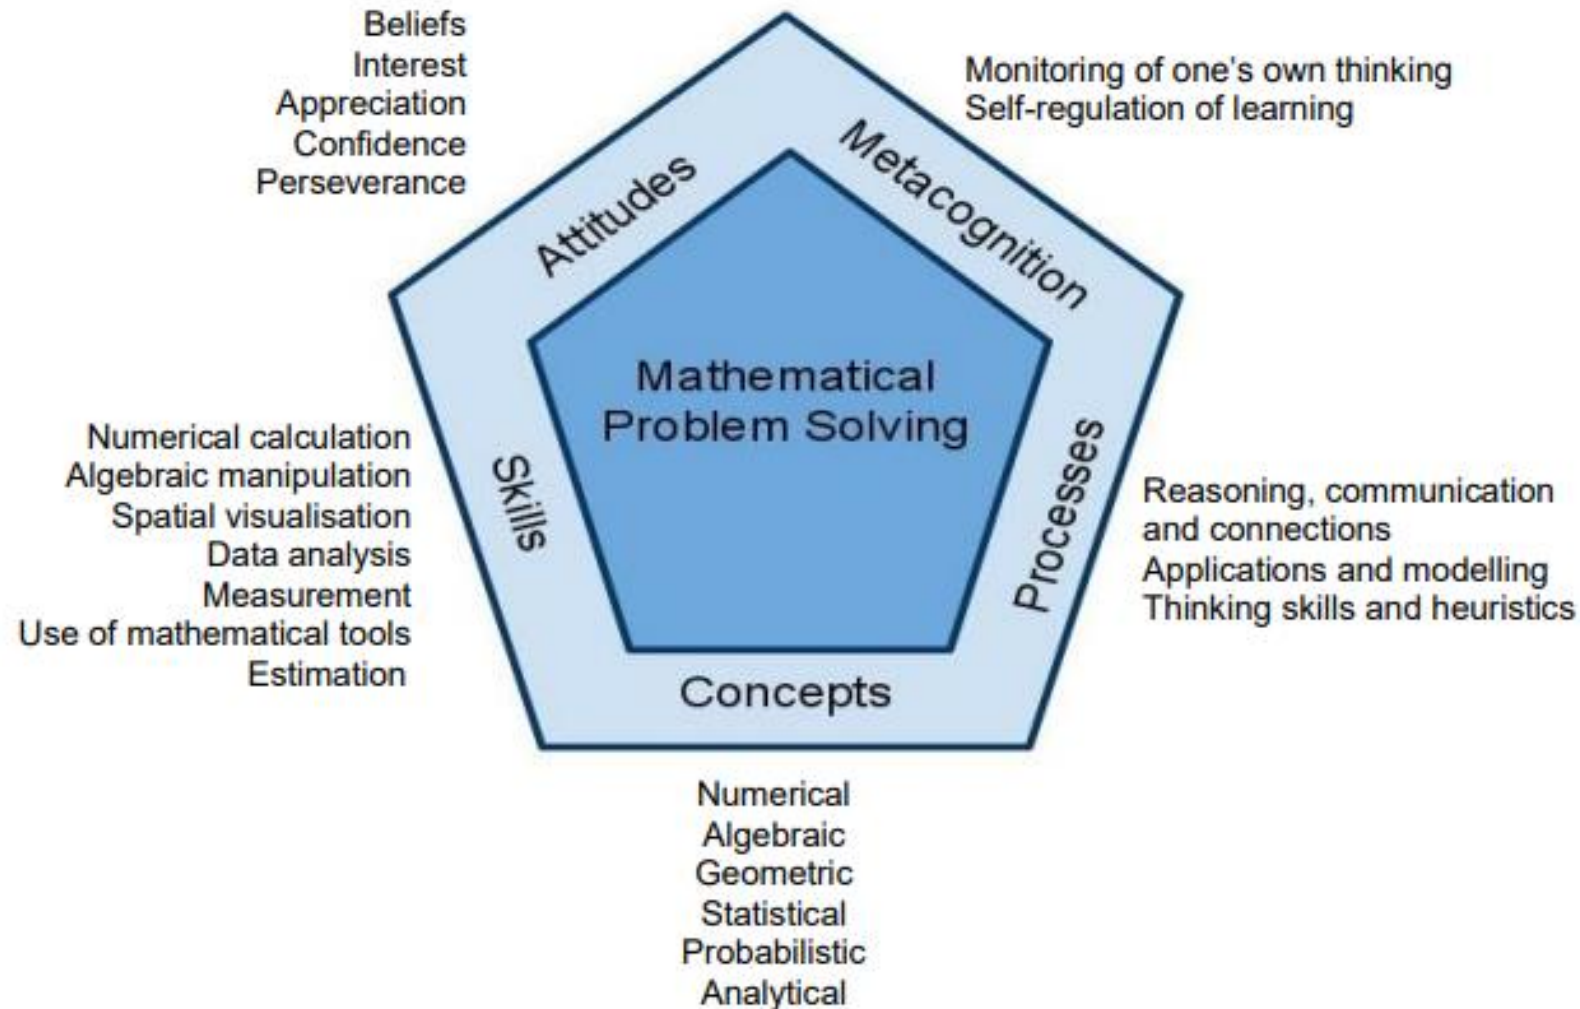 Beliefs
Interest
Appreciation
Confidence
Perseverance
Monitoring of one's own thinking
Self-regulation of learning
Attitudes
Metacognition
Mathematical
Problem Solving
Skills
Processes
Concepts
Numerical calculation
Algebraic manipulation
Spatial visualisation
Data analysis
Measurement
Use of mathematical tools
Estimation
Reasoning, communication
and connections
Applications and modelling
Thinking skills and heuristics
Numerical
Algebraic
Geometric
Statistical
Probabilistic
Analytical